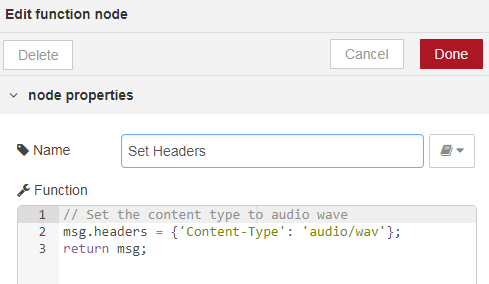 Edit function node
Delete
Cancel
Done
node properties
Name
Set Headers
Function
1 // Set the content type to audio wave
2 msg.headers = {'Content-Type': 'audio/wav'};
3 return msg;